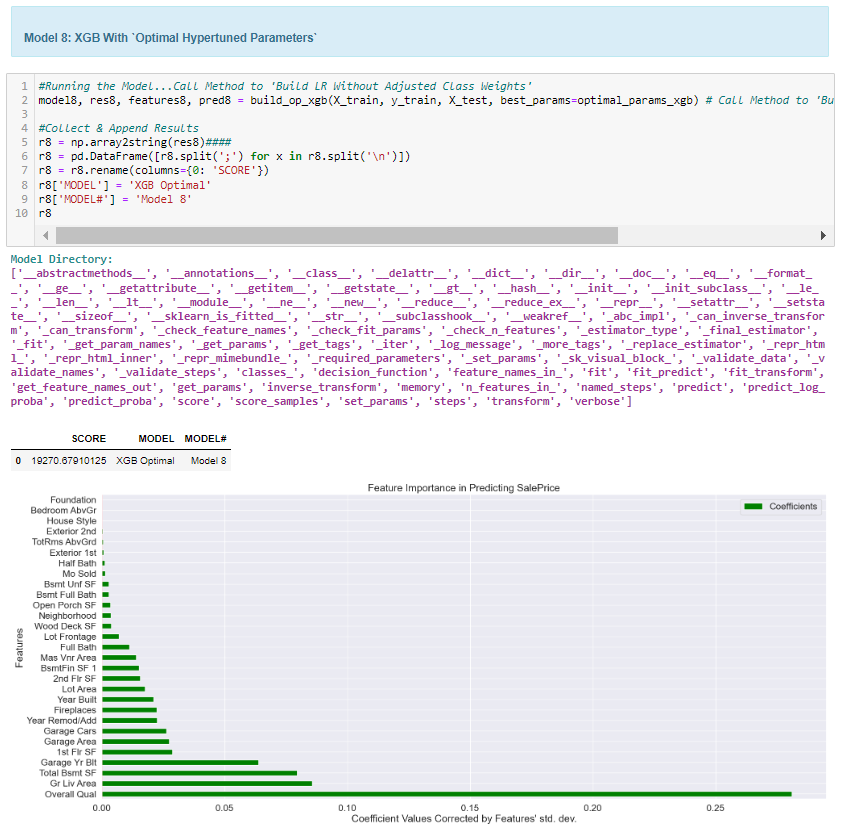 Model 8: XGB With `Optimal Hypertuned Parameters`
1 #Running the Model...Call Method to 'Build LR Without Adjusted Class Weights'
2 model8, res8, features8, pred8 = build_op_xgb(X_train, y_train, X_test, best_params=optimal_params_xgb) # Call Method to 'Bu
3
4 #Collect & Append Results
5 r8 = np.array2string(res8)####
6 r8 = pd.DataFrame([r8.split(';') for x in r8.split('\n')])
7 r8 = r8.rename(columns={0: 'SCORE'})
8 r8['MODEL'] = 'XGB Optimal'
9 r8['MODEL#'] = 'Model 8'
10 r8
Model Directory:
['__abstractmethods__', '__annotations__', '__class__', '__delattr__', '__dict__', '__dir__', '__doc__', '__eq__', '__format_
_', '__ge__', '__getattribute__', '__getitem__', '__getstate__', '__gt__', '__hash__', '__init__', '__init_subclass__', '__le_
_', '__len__', '__lt__', '__module__', '__ne__', '__new__', '__reduce__', '__reduce_ex__', '__repr__', '__setattr__', '__setsta
te__', '__sizeof__', '__sklearn_is_fitted__', '__str__', '__subclasshook__', '__weakref__', '_abc_impl', '_can_inverse_transfor
m', '_can_transform', '_check_feature_names', '_check_fit_params', '_check_n_features', '_estimator_type', '_final_estimator',
'_fit', '_get_param_names', '_get_params', '_get_tags', '_iter', '_log_message', '_more_tags', '_replace_estimator', '_repr_htm
l_', '_repr_html_inner', '_repr_mimebundle_', '_required_parameters', '_set_params', '_sk_visual_block_', '_validate_data', '_v
alidate_names', '_validate_steps', 'classes_', 'decision_function', 'feature_names_in_', 'fit', 'fit_predict', 'fit_transform',
'get_feature_names_out', 'get_params', 'inverse_transform', 'memory', 'n_features_in_', 'named_steps', 'predict', 'predict_log_
proba', 'predict_proba', 'score', 'score_samples', 'set_params', 'steps', 'transform', 'verbose']
SCORE MODEL MODEL#
0 19270.67910125 XGB Optimal Model 8
Feature Importance in Predicting SalePrice
Coefficients
Features
Foundation
Bedroom AbvGr
House Style
Exterior 2nd
TotRms AbvGrd
Exterior 1st
Half Bath
Mo Sold
Bsmt Unf SF
Bsmt Full Bath
Open Porch SF
Neighborhood
Wood Deck SF
Lot Frontage
Full Bath
Mas Vnr Area
BsmtFin SF 1
2nd Flr SF
Lot Area
Year Built
Fireplaces
Year Remod/Add
Garage Cars
Garage Area
1st Flr SF
Garage Yr Blt
Total Bsmt SF
Gr Liv Area
Overall Qual
0.00 0.05 0.10 0.15 0.20 0.25
Coefficient Values Corrected by Features' std. dev.